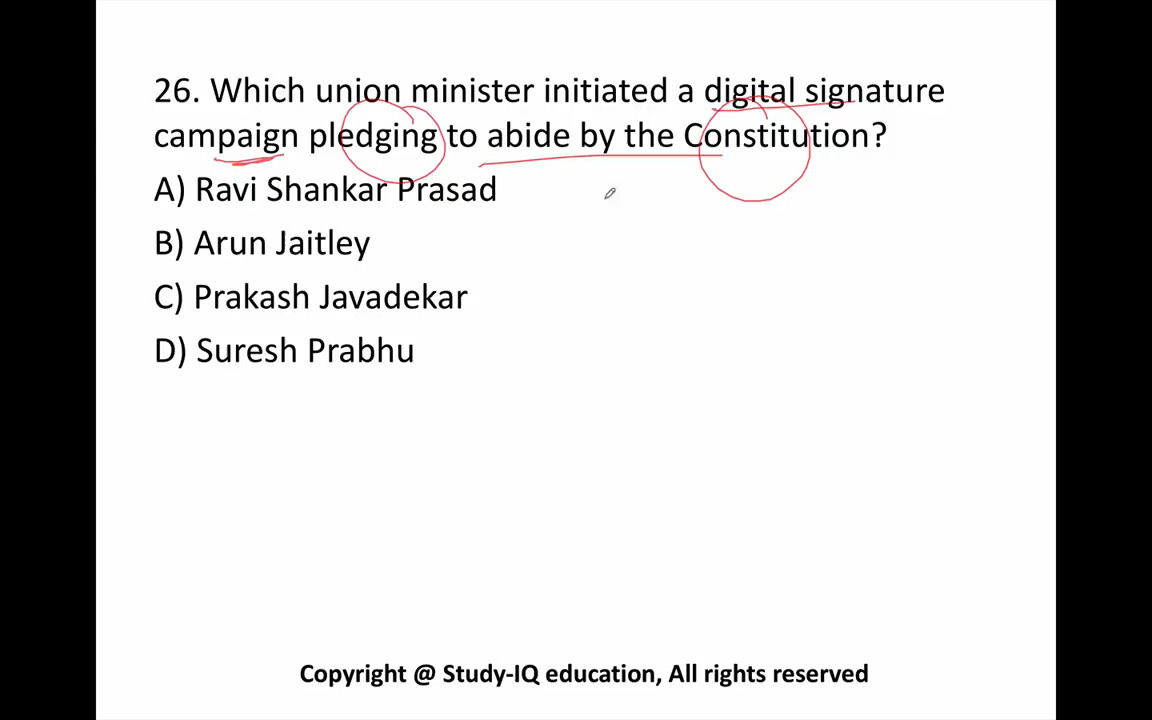 26. Which union minister initiated a digital signature
campaign pledging to abide by the Constitution?
A) Ravi Shankar Prasad
B) Arun Jaitley
C) Prakash Javadekar
D) Suresh Prabhu
Copyright @ Study-IQ education, All rights reserved